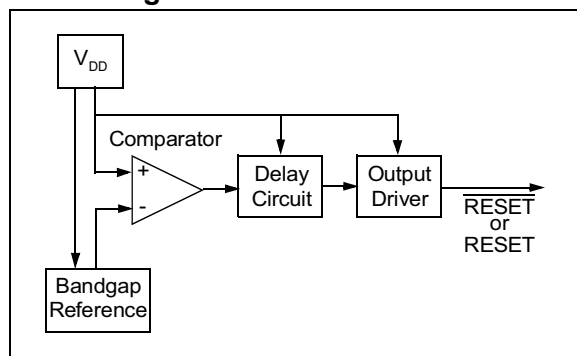 V_DD
Comparator
+
-
Delay
Circuit
Output
Driver
RESET
or
RESET
Bandgap
Reference